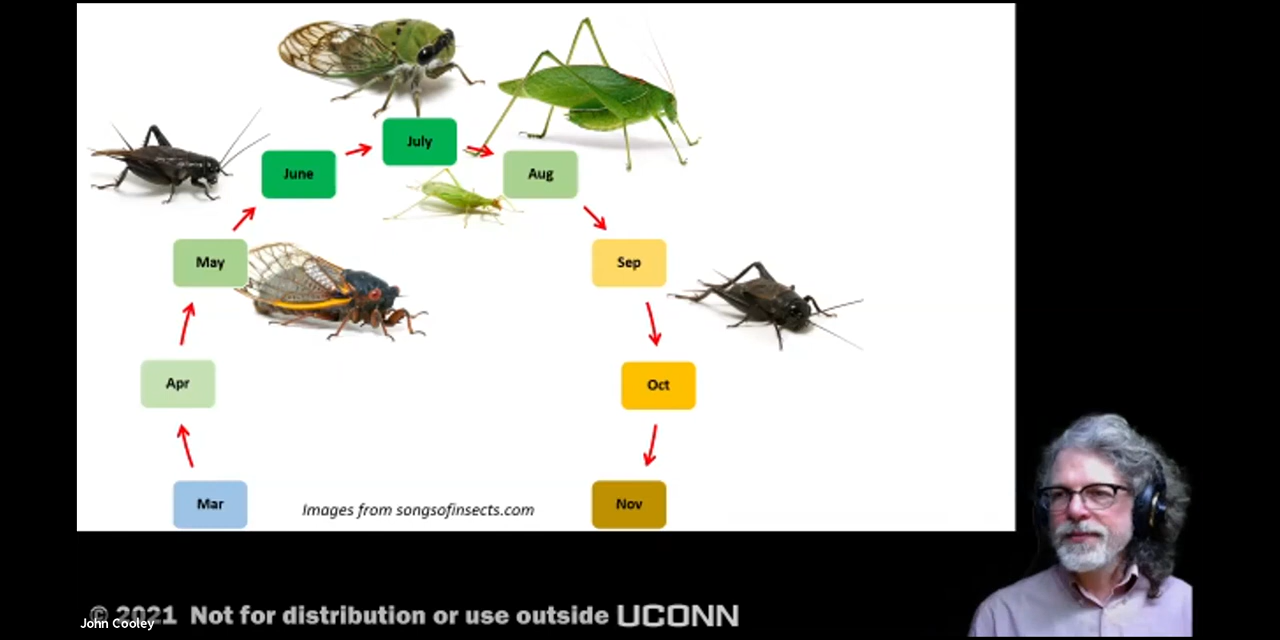 July
June
Aug
May
Sep
Apr
Oct
Mar
Nov
Images from songsofinsects.com
© 2021 Not for distribution or use outside UCONN
John Cooley